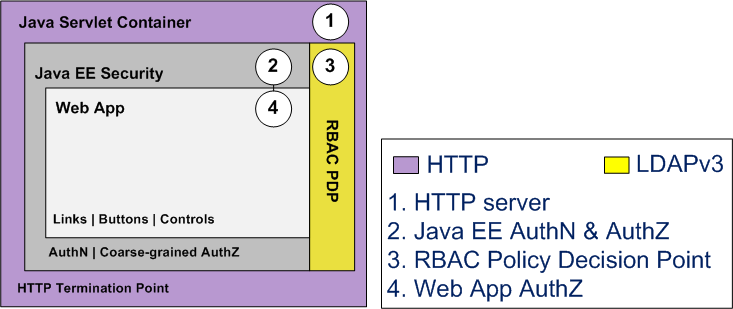 Java Servlet Container
1
Java EE Security
2
3
Web App
4
RBAC PDP
Links | Buttons | Controls
AuthN | Coarse-grained AuthZ
HTTP Termination Point
HTTP
LDAPv3
1. HTTP server
2. Java EE AuthN & AuthZ
3. RBAC Policy Decision Point
4. Web App AuthZ